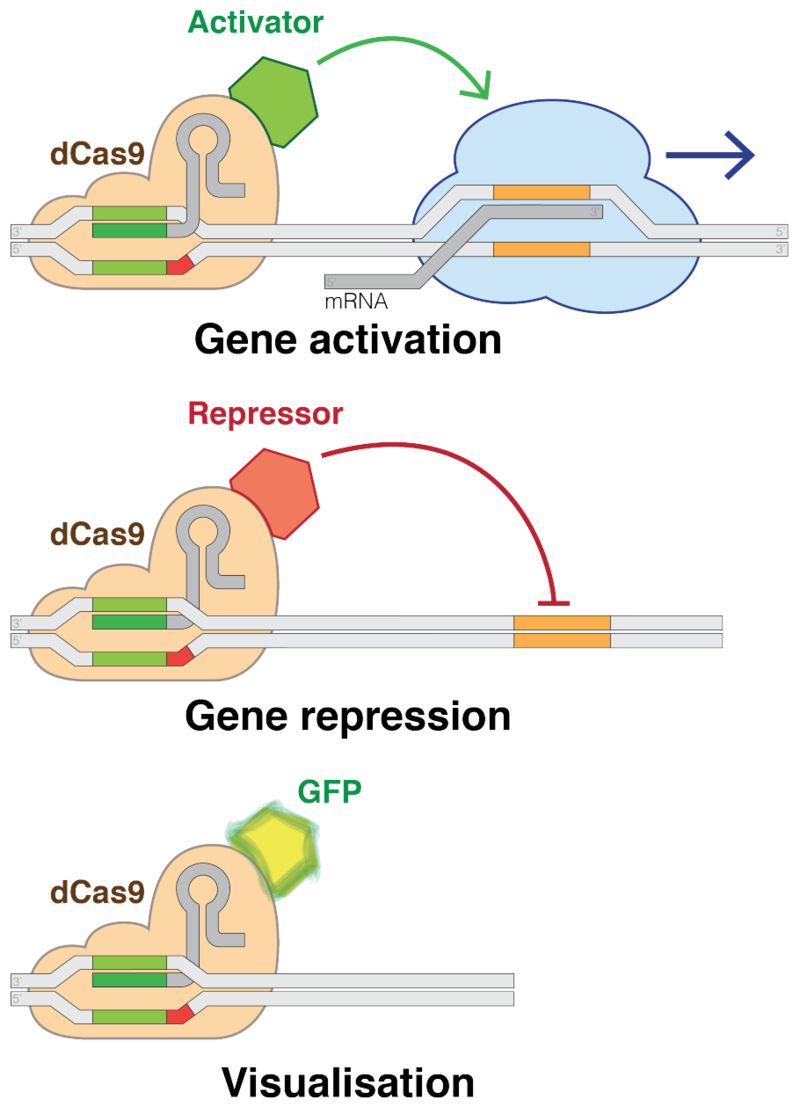 Activator
dCas9
3'
5'
5'
3'
3'
5'
mRNA
Gene activation
Repressor
dCas9
3'
5'
Gene repression
GFP
dCas9
3'
5'
Visualisation